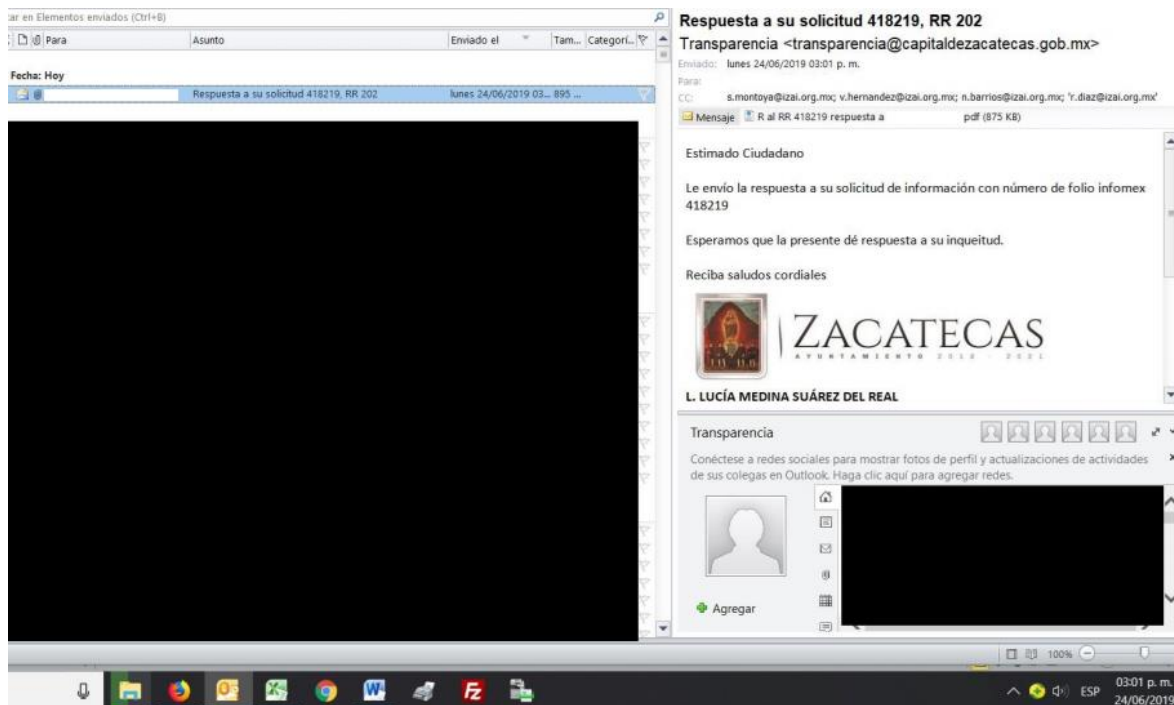 ar en Elementos enviados (Ctrl+B)
Para Asunto Enviado el Tam... Categorí...
Fecha: Hoy
Respuesta a su solicitud 418219, RR 202 lunes 24/06/2019 03... 895 ...
Respuesta a su solicitud 418219, RR 202
Transparencia <transparencia@capitaldezacatecas.gob.mx>
Enviado: lunes 24/06/2019 03:01 p. m.
Para:
CC: s.montoya@izai.org.mx; v.hernandez@izai.org.mx; n.barrios@izai.org.mx; 'r.diaz@izai.org.mx'
Mensaje R al RR 418219 respuesta a pdf (875 KB)
Estimado Ciudadano
Le envío la respuesta a su solicitud de información con número de folio infomex
418219
Esperamos que la presente dé respuesta a su inqueitud.
Reciba saludos cordiales
ZACATECAS
AYUNTAMIENTO 2018 - 2021
L. LUCÍA MEDINA SUÁREZ DEL REAL
Transparencia
Conéctese a redes sociales para mostrar fotos de perfil y actualizaciones de actividades
de sus colegas en Outlook. Haga clic aquí para agregar redes.
Agregar
100%
ESP
03:01 p. m.
24/06/2019